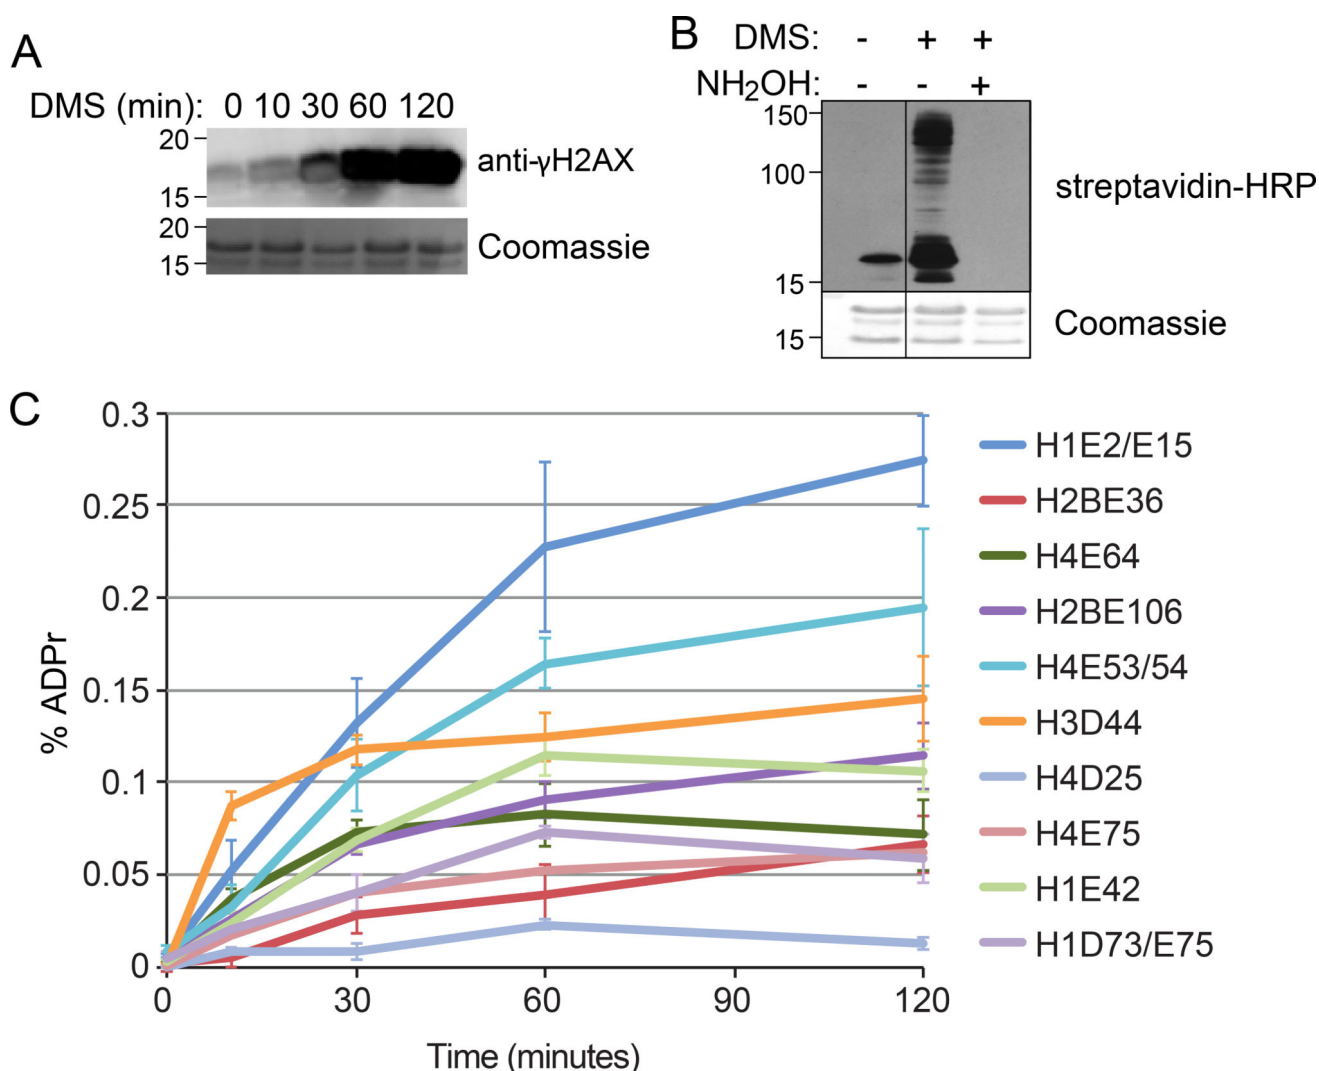 A
DMS (min): 0 10 30 60 120
20
15
anti-γH2AX
20
15
Coomassie
B
DMS: - + +
NH₂OH: - - +
150
100
15
streptavidin-HRP
15
Coomassie
C
% ADPr
0.3
0.25
0.2
0.15
0.1
0.05
0
0 30 60 90 120
Time (minutes)
H1E2/E15
H2BE36
H4E64
H2BE106
H4E53/54
H3D44
H4D25
H4E75
H1E42
H1D73/E75